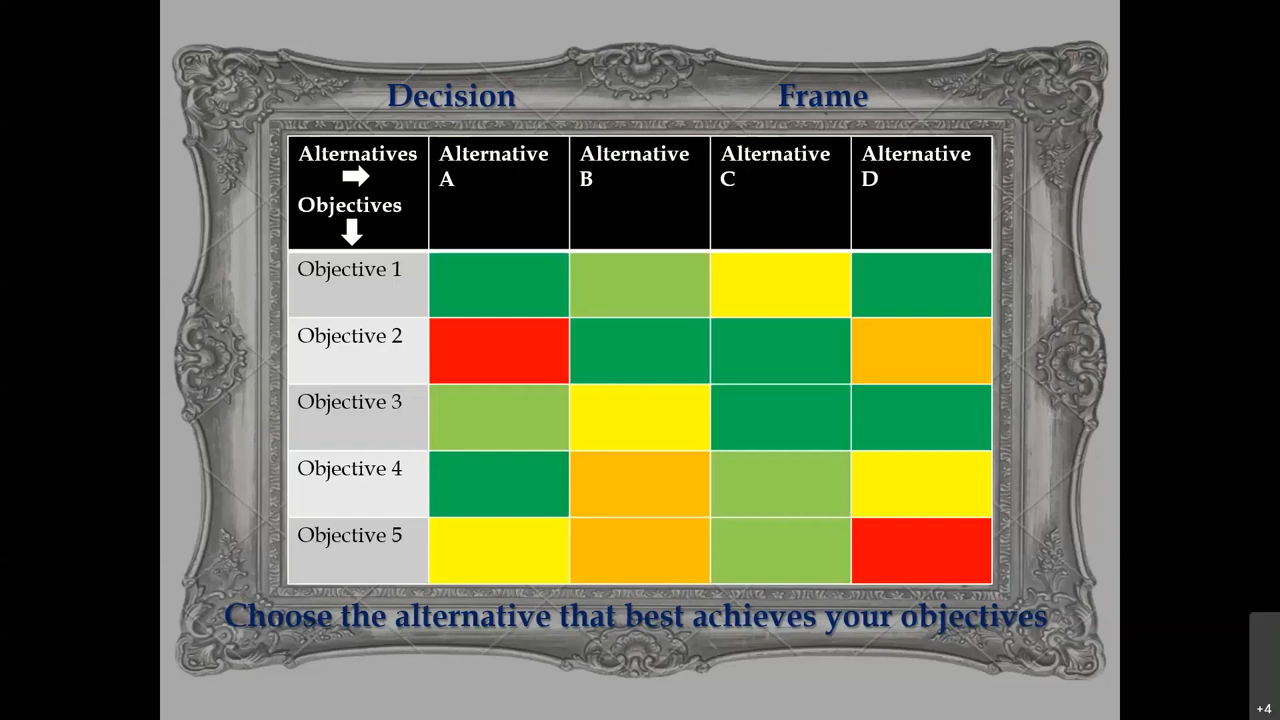 Decision Frame
Alternatives Alternative Alternative Alternative Alternative
A B C D
Objectives
Objective 1
Objective 2
Objective 3
Objective 4
Objective 5
Choose the alternative that best achieves your objectives
+4